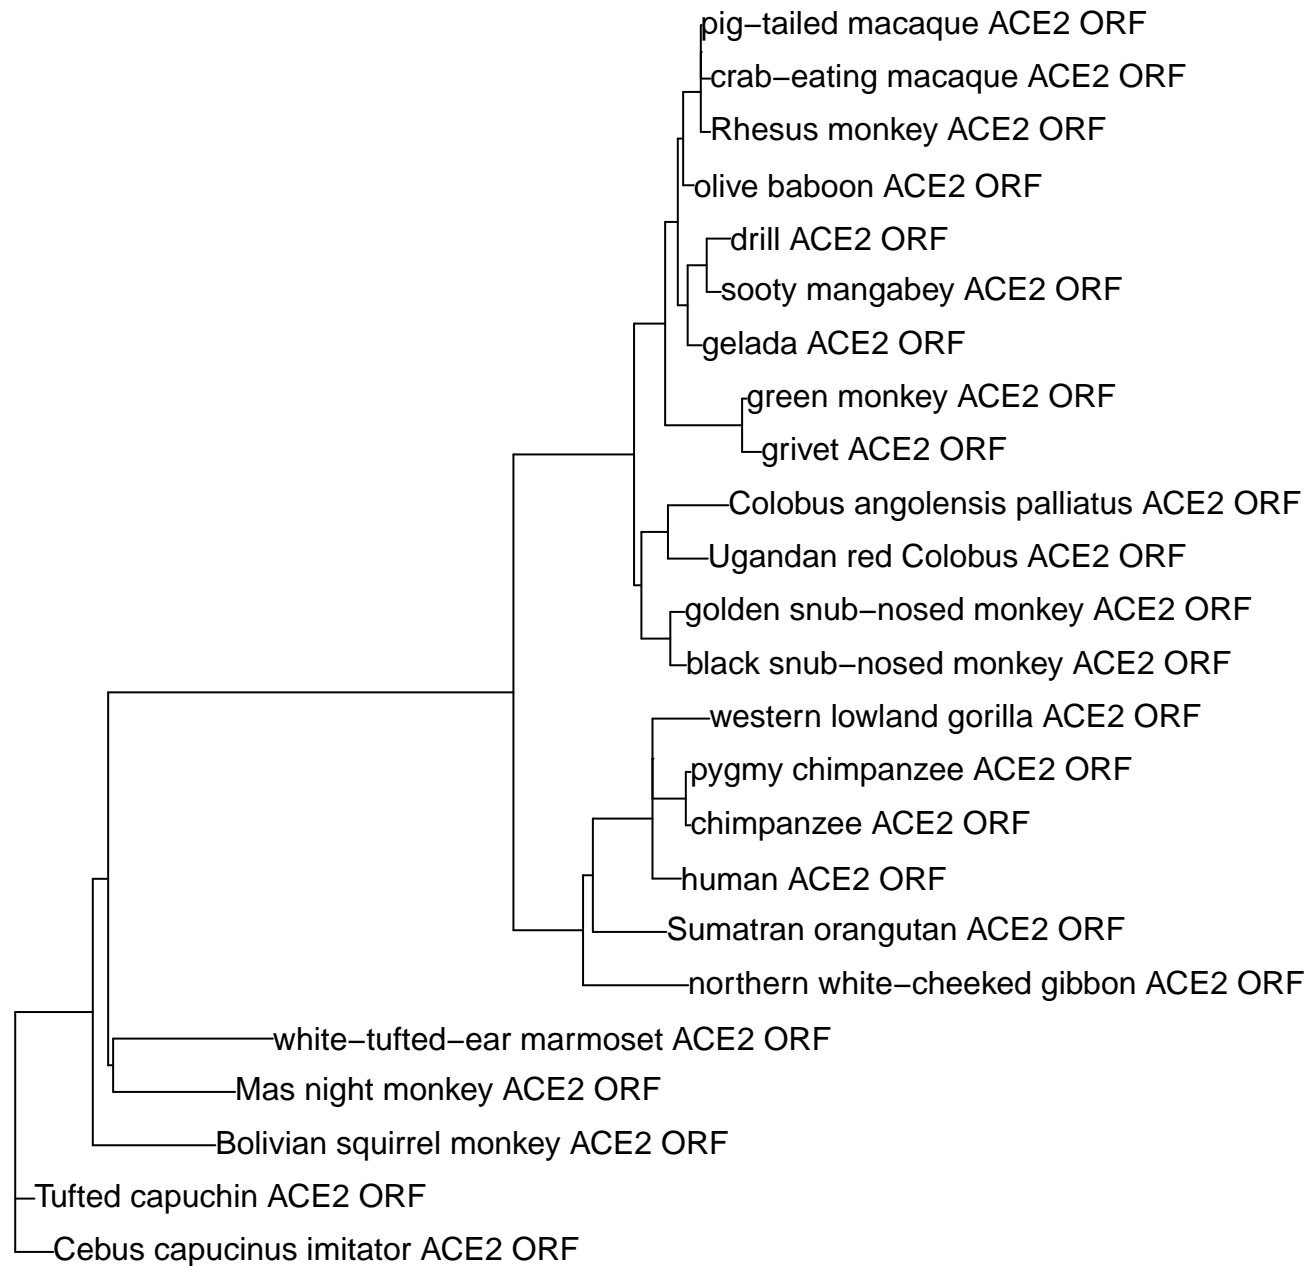 pig−tailed macaque ACE2 ORF
crab−eating macaque ACE2 ORF
Rhesus monkey ACE2 ORF
olive baboon ACE2 ORF
drill ACE2 ORF
sooty mangabey ACE2 ORF
gelada ACE2 ORF
green monkey ACE2 ORF
grivet ACE2 ORF
Colobus angolensis palliatus ACE2 ORF
Ugandan red Colobus ACE2 ORF
golden snub−nosed monkey ACE2 ORF
black snub−nosed monkey ACE2 ORF
western lowland gorilla ACE2 ORF
pygmy chimpanzee ACE2 ORF
chimpanzee ACE2 ORF
human ACE2 ORF
Sumatran orangutan ACE2 ORF
northern white−cheeked gibbon ACE2 ORF
white−tufted−ear marmoset ACE2 ORF
Mas night monkey ACE2 ORF
Bolivian squirrel monkey ACE2 ORF
Tufted capuchin ACE2 ORF
Cebus capucinus imitator ACE2 ORF